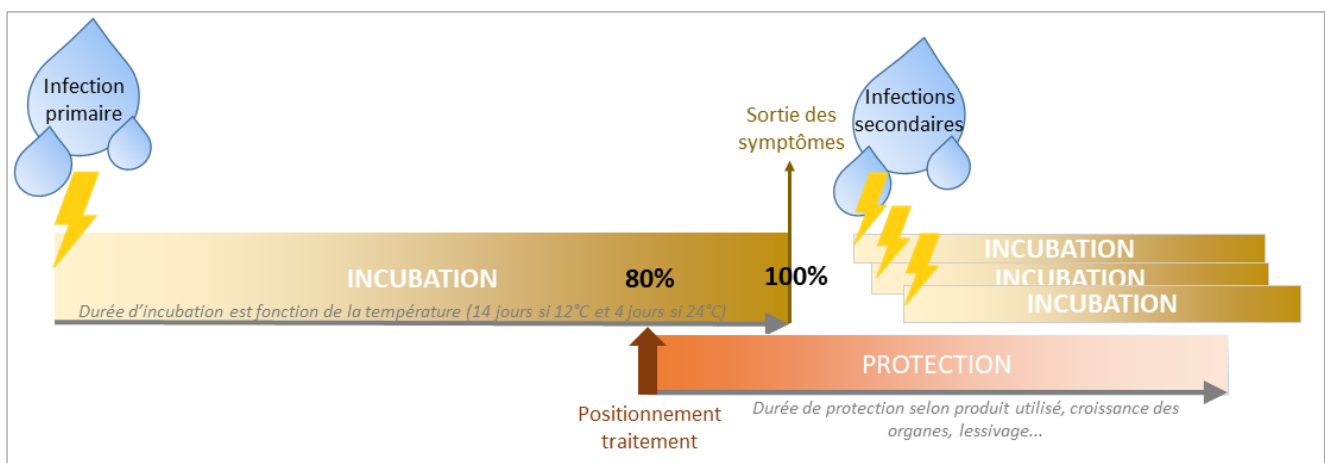 Infection
primaire
Sortie des
symptômes
Infections
secondaires
INCUBATION
80%
100%
Durée d'incubation est fonction de la température (14 jours si 12°C et 4 jours si 24°C)
INCUBATION
INCUBATION
INCUBATION
PROTECTION
Positionnement
traitement
Durée de protection selon produit utilisé, croissance des
organes, lessivage...